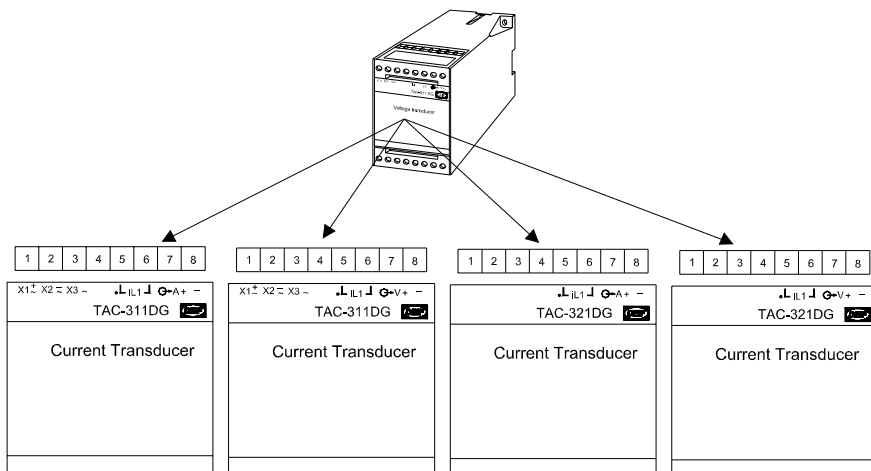 TAC-311DG
Voltage transducer
1 2 3 4 5 6 7 8
1 2 3 4 5 6 7 8
1 2 3 4 5 6 7 8
1 2 3 4 5 6 7 8
X1 X2 X3 ~ IL1 A + −
X1 X2 X3 ~ IL1 V + −
iL1 A + −
IL1 V + −
TAC-311DG
TAC-311DG
TAC-321DG
TAC-321DG
Current Transducer
Current Transducer
Current Transducer
Current Transducer